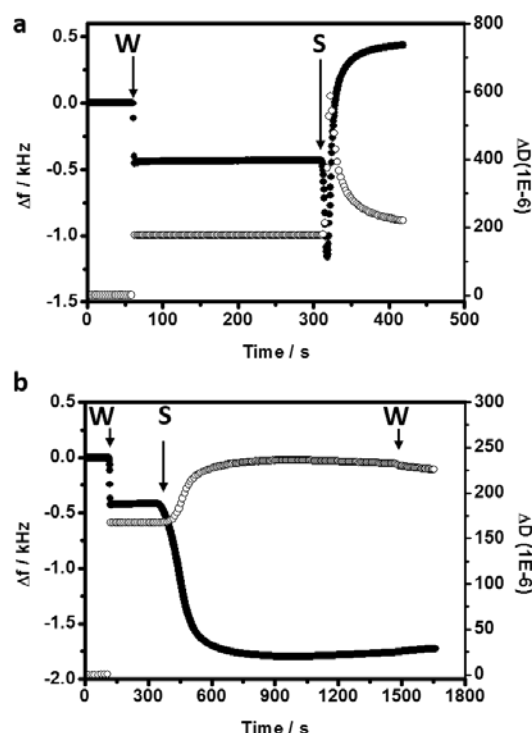 a
W
S
0.5
0.0
-0.5
-1.0
-1.5
Δf / kHz
800
600
400
200
0
ΔD(1E-6)
0 100 200 300 400 500
Time / s
b
W
S
W
0.5
0.0
-0.5
-1.0
-1.5
-2.0
Δf / kHz
300
250
200
150
100
50
0
ΔD (1E-6)
0 300 600 900 1200 1500 1800
Time / s